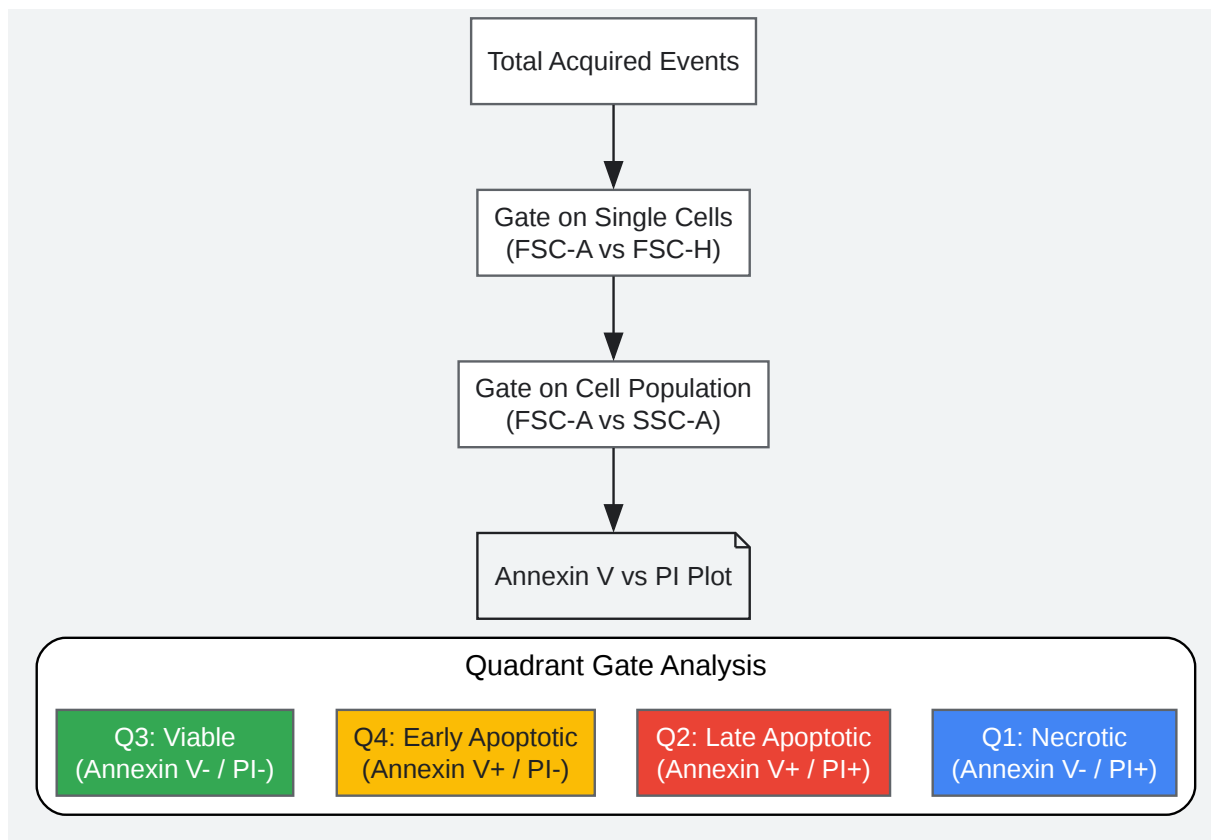 Total Acquired Events
Gate on Single Cells
(FSC-A vs FSC-H)
Gate on Cell Population
(FSC-A vs SSC-A)
Annexin V vs PI Plot
Quadrant Gate Analysis
Q3: Viable
(Annexin V- / PI-)
Q4: Early Apoptotic
(Annexin V+ / PI-)
Q2: Late Apoptotic
(Annexin V+ / PI+)
Q1: Necrotic
(Annexin V- / PI+)